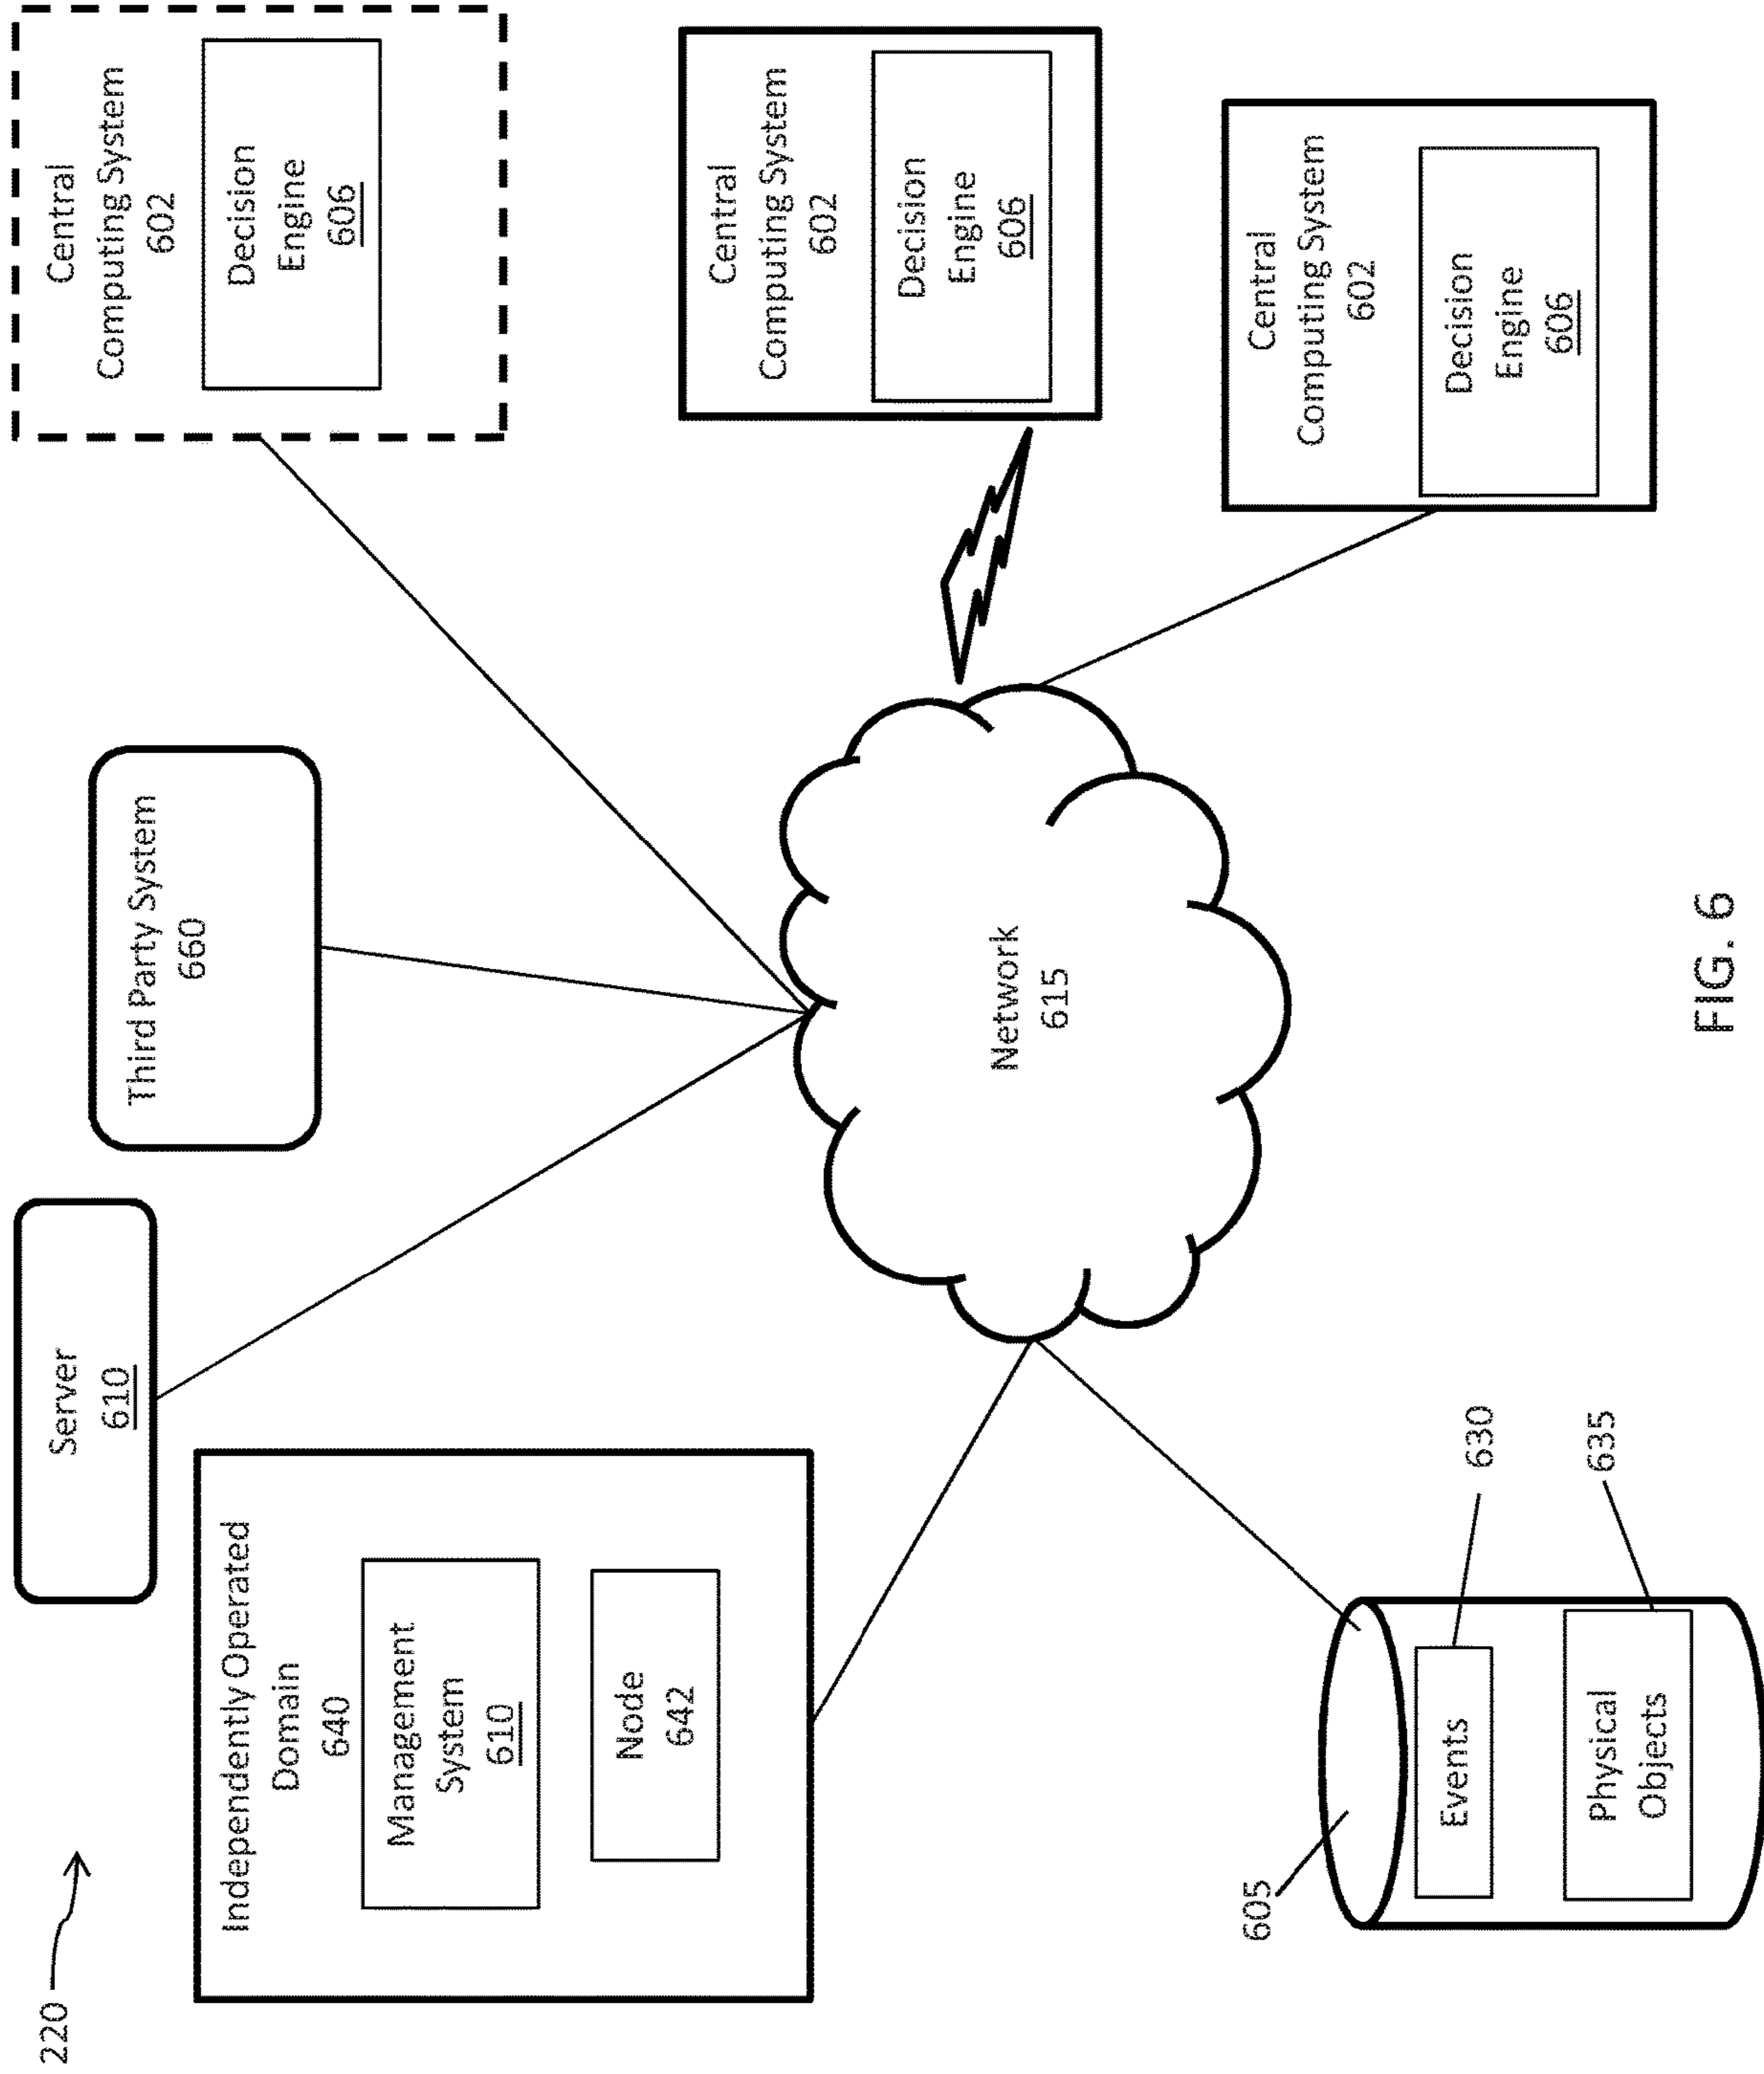 220
Server
610
Third Party System
660
Central
Computing System
602
Decision
Engine
606
Independently Operated
Domain
640
Management
System
610
Node
642
Central
Computing System
602
Decision
Engine
606
Network
615
Central
Computing System
602
Decision
Engine
606
605
Events
630
Physical
Objects
635
FIG. 6